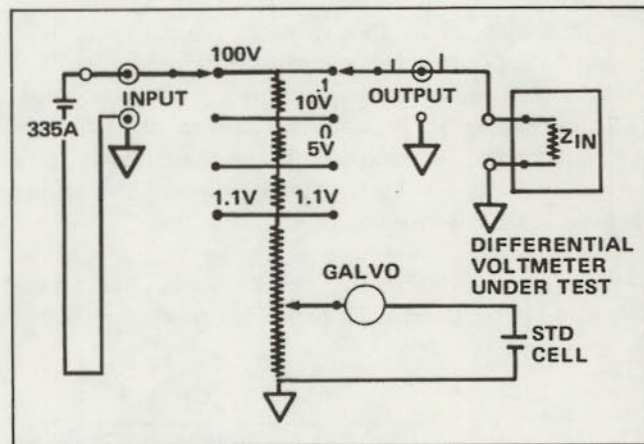 100V
.1
INPUT
10V
OUTPUT
335A
5V
ZIN
1.1V 1.1V
GALVO
DIFFERENTIAL
VOLTMETER
UNDER TEST
STD
CELL